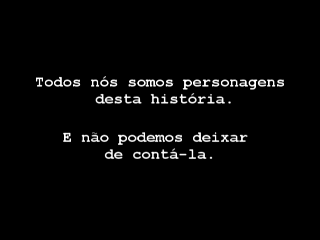 Todos nós somos personagens
desta história.
E não podemos deixar
de contá-la.